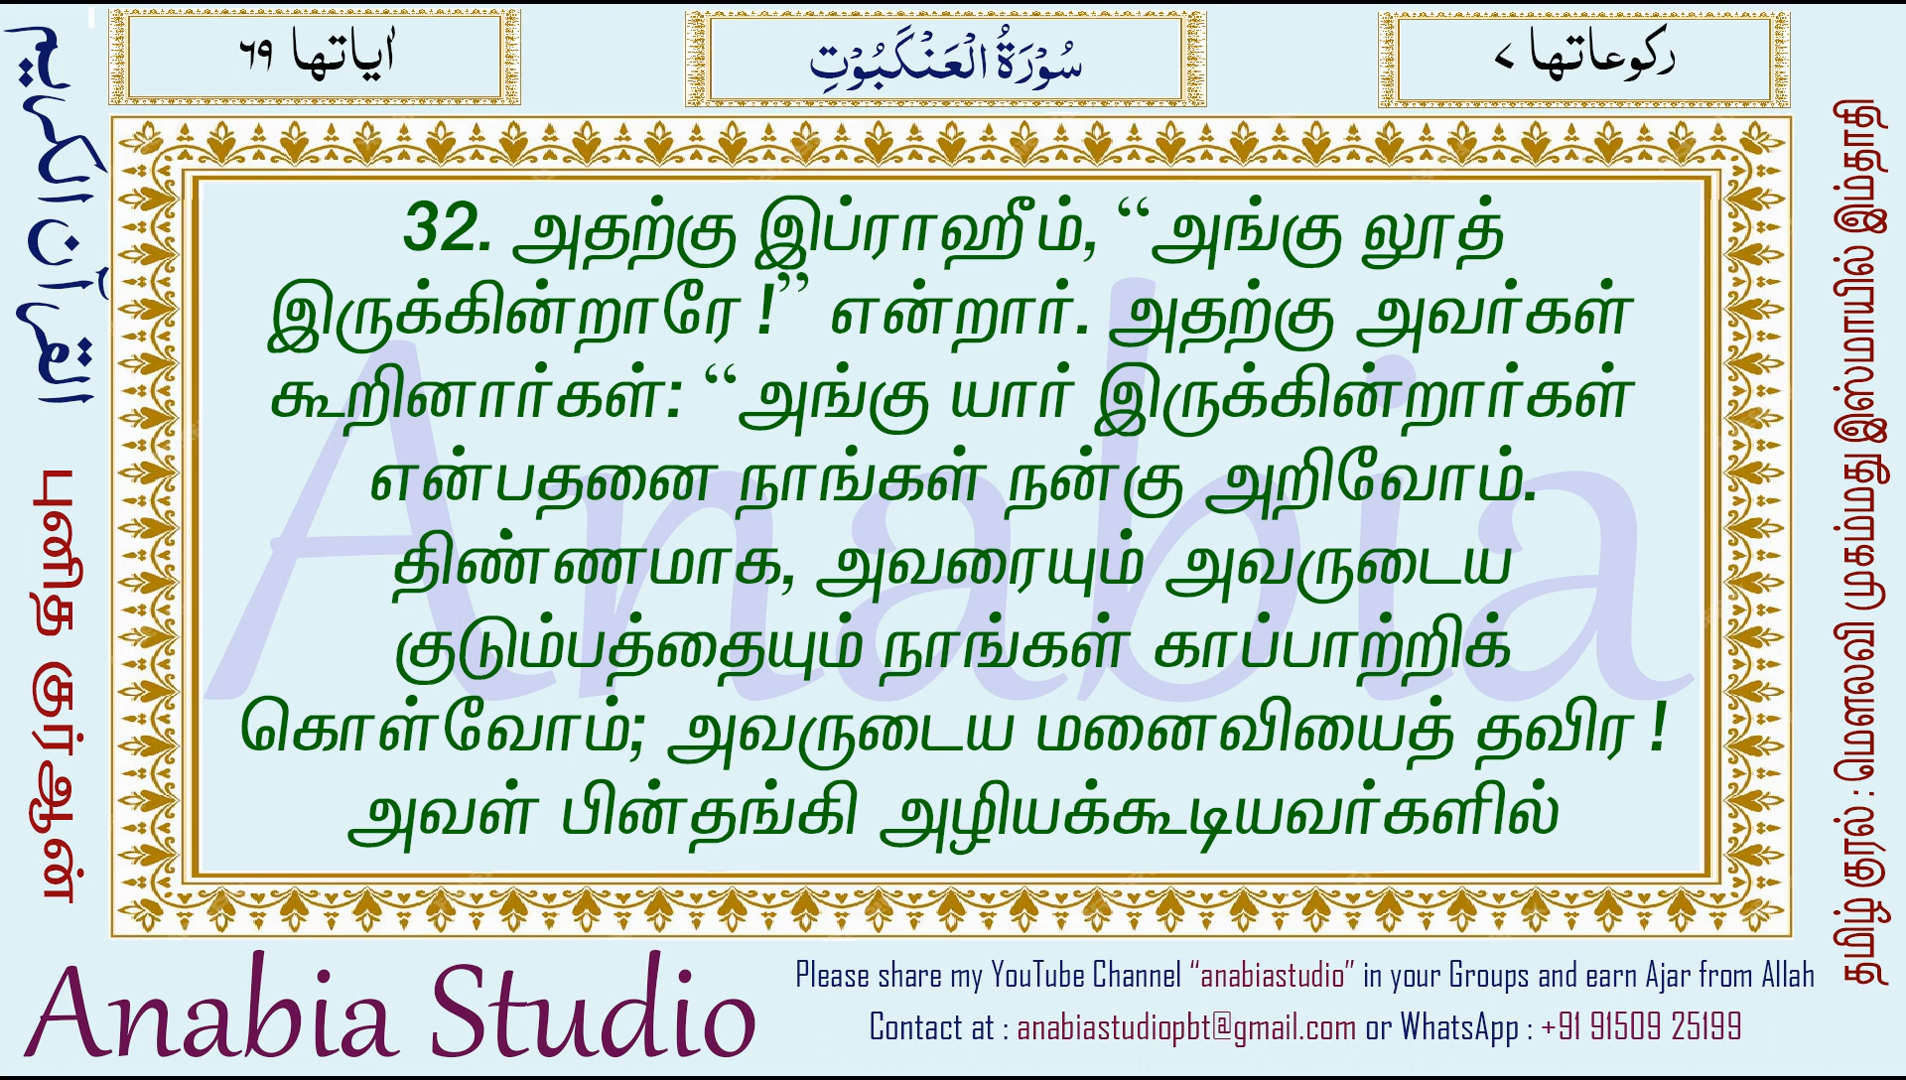 اٰياتها ٦٩
سُوْرَةُ الْعَنْكَبُوْتِ
ركوعاتها ٧
القرآن الكريم
புனித குர்ஆன்
32. அதற்கு இப்ராஹீம், “அங்கு லூத்
இருக்கின்றாரே !” என்றார். அதற்கு அவர்கள்
கூறினார்கள்: “அங்கு யார் இருக்கின்றார்கள்
என்பதனை நாங்கள் நன்கு அறிவோம்.
திண்ணமாக, அவரையும் அவருடைய
குடும்பத்தையும் நாங்கள் காப்பாற்றிக்
கொள்வோம்; அவருடைய மனைவியைத் தவிர !
அவள் பின்தங்கி அழியக்கூடியவர்களில்
Anabia
தமிழ் குரல் : மௌலவி முகம்மது இஸ்மாயில் இம்தாதி
Anabia Studio
Please share my YouTube Channel “anabiastudio” in your Groups and earn Ajar from Allah
Contact at : anabiastudiopbt@gmail.com or WhatsApp : +91 91509 25199